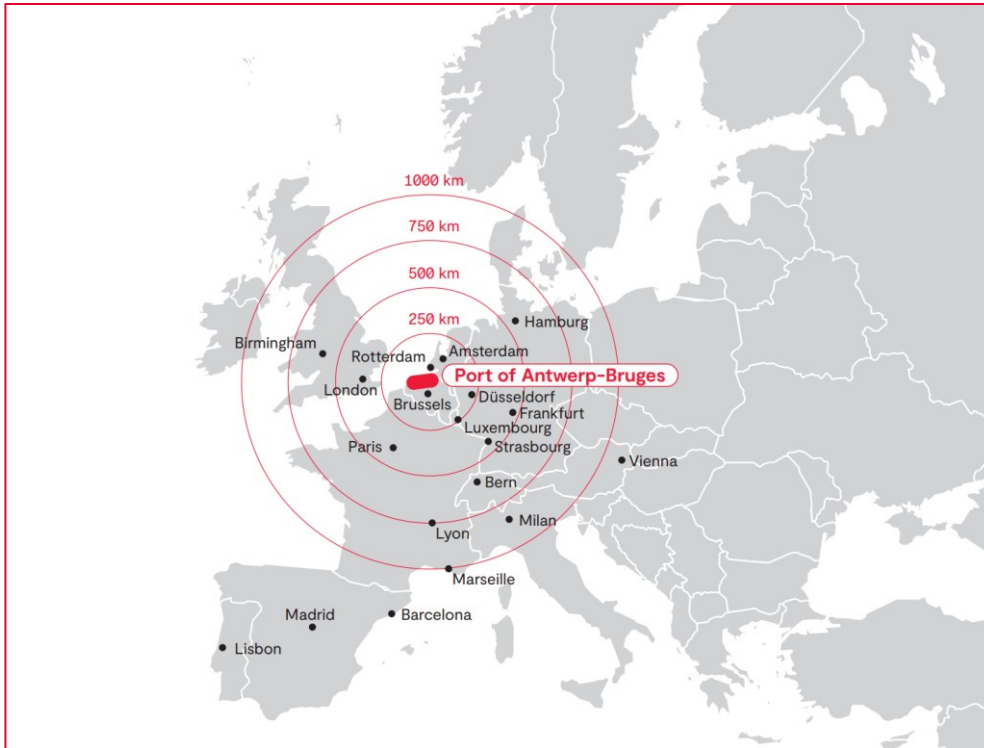 1000 km
750 km
500 km
250 km
Hamburg
Birmingham
Rotterdam
Amsterdam
Port of Antwerp-Bruges
London
Brussels
Düsseldorf
Frankfurt
Luxembourg
Paris
Strasbourg
Vienna
Bern
Milan
Lyon
Marseille
Madrid
Barcelona
Lisbon